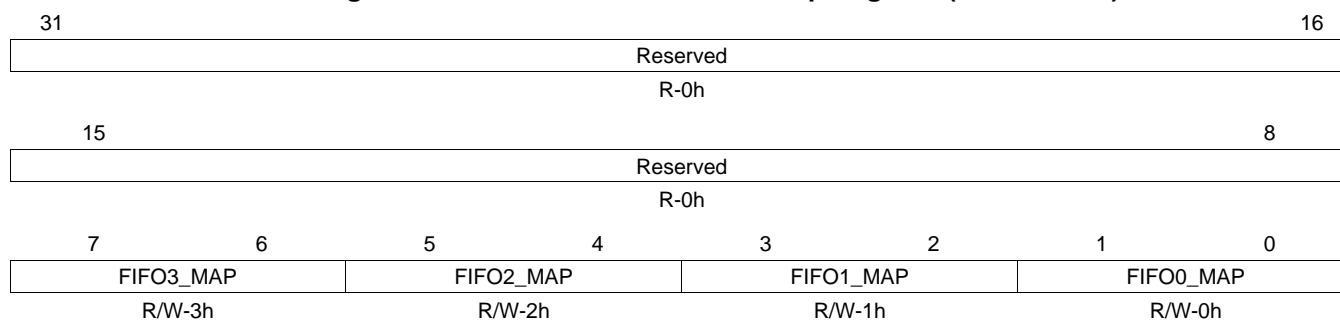 31 16
Reserved
R-0h
15 8
Reserved
R-0h
7 6 5 4 3 2 1 0
FIFO3_MAP FIFO2_MAP FIFO1_MAP FIFO0_MAP
R/W-3h R/W-2h R/W-1h R/W-0h